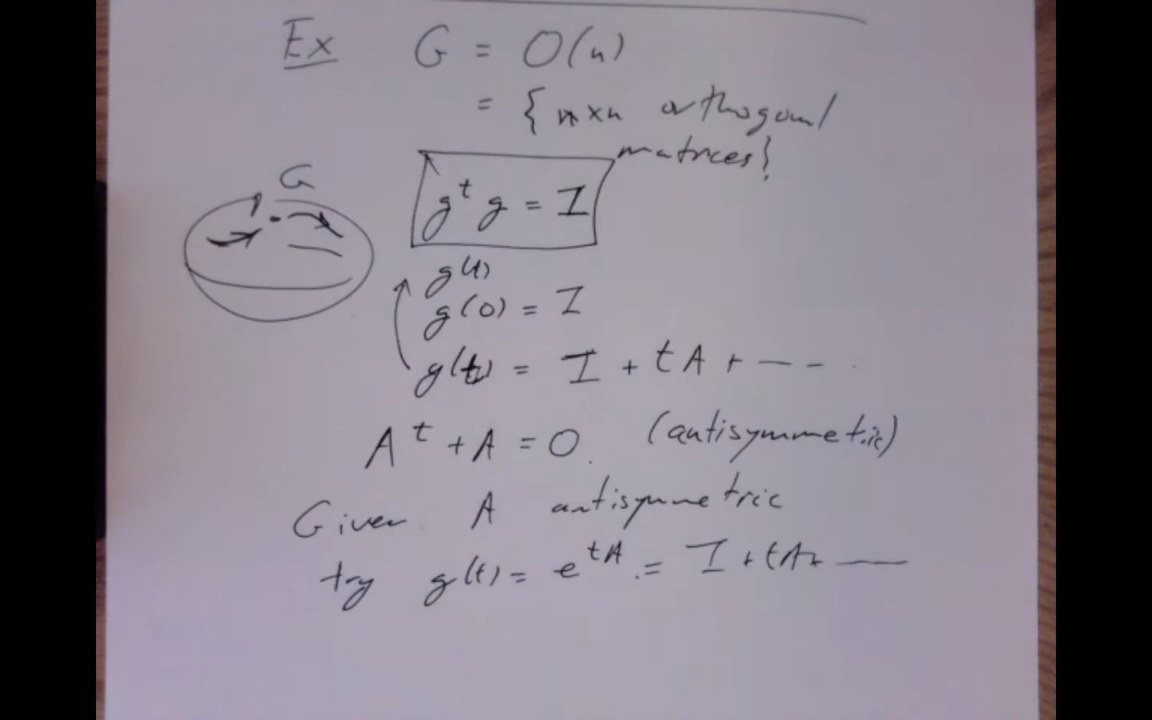 Ex G = O(n)
= {n×n orthogonal
matrices}
G
g^t g = I
g(t)
g(0) = I
g(t) = I + tA + ---
A^t + A = 0. (antisymmetric)
Given A antisymmetric
try g(t) = e^{tA} = I + tA + ——